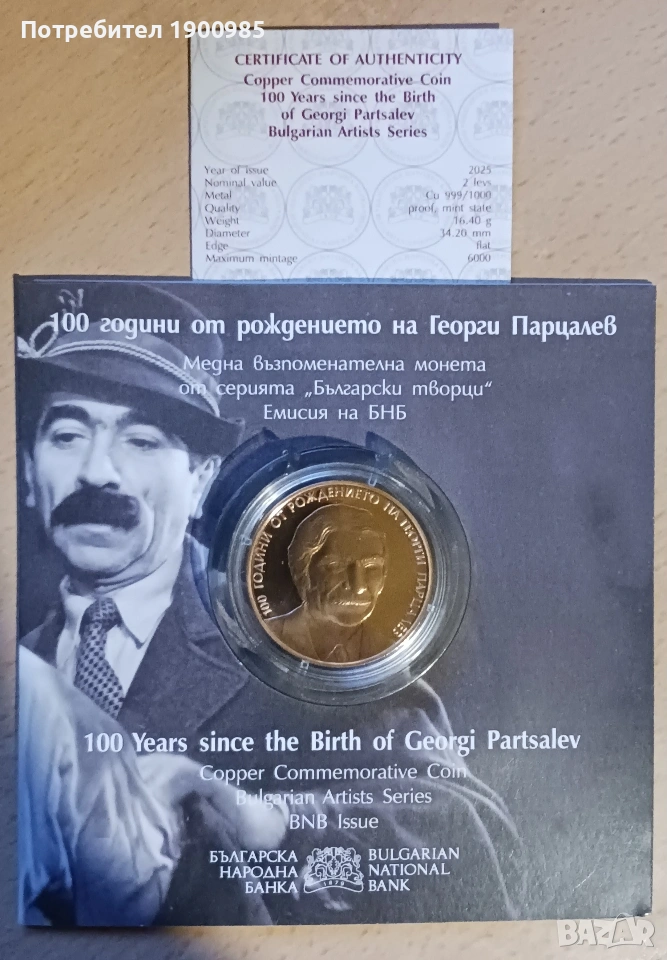 Потребител 1900985
CERTIFICATE OF AUTHENTICITY
Copper Commemorative Coin
100 Years since the Birth
of Georgi Partsalev
Bulgarian Artists Series
Year of issue 2025
Nominal value 2 levs
Metal Cu 999/1000
Quality proof, mint state
Weight 16.40 g
Diameter 34.20 mm
Edge flat
Maximum mintage 6000
100 години от рождението на Георги Парцалев
Медна възпоменателна монета
от серията „Български творци“
Емисия на БНБ
100 ГОДИНИ ОТ РОЖДЕНИЕТО НА ГЕОРГИ ПАРЦАЛЕВ
100 Years since the Birth of Georgi Partsalev
Copper Commemorative Coin
Bulgarian Artists Series
BNB Issue
БЪЛГАРСКА
НАРОДНА
БАНКА
1879
BULGARIAN
NATIONAL
BANK
BAZAR